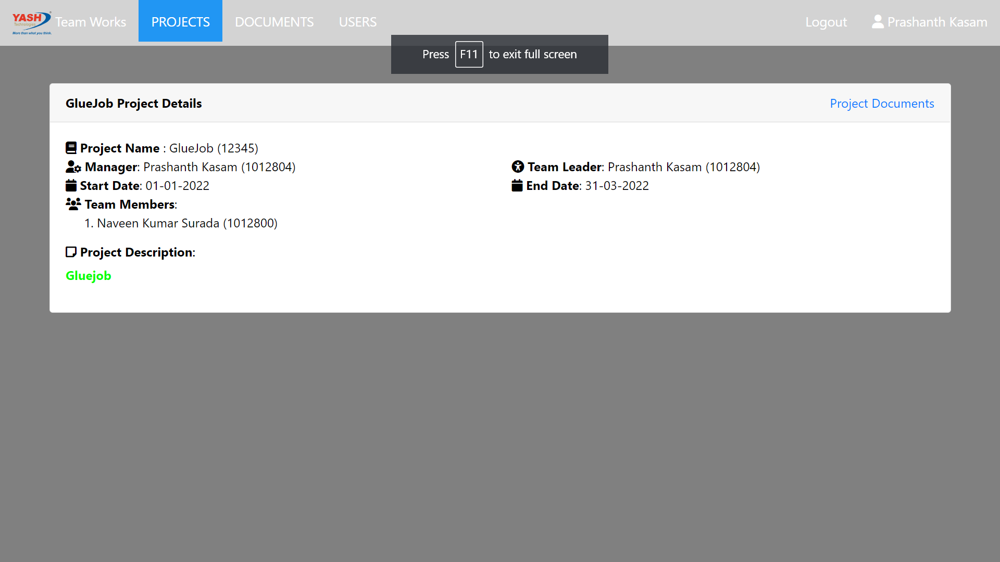 YASH
Technologies
More than what you think.
Team Works
PROJECTS
DOCUMENTS
USERS
Logout
Prashanth Kasam
Press F11 to exit full screen
GlueJob Project Details
Project Documents
Project Name : GlueJob (12345)
Manager: Prashanth Kasam (1012804)
Team Leader: Prashanth Kasam (1012804)
Start Date: 01-01-2022
End Date: 31-03-2022
Team Members:
1. Naveen Kumar Surada (1012800)
Project Description:
Gluejob